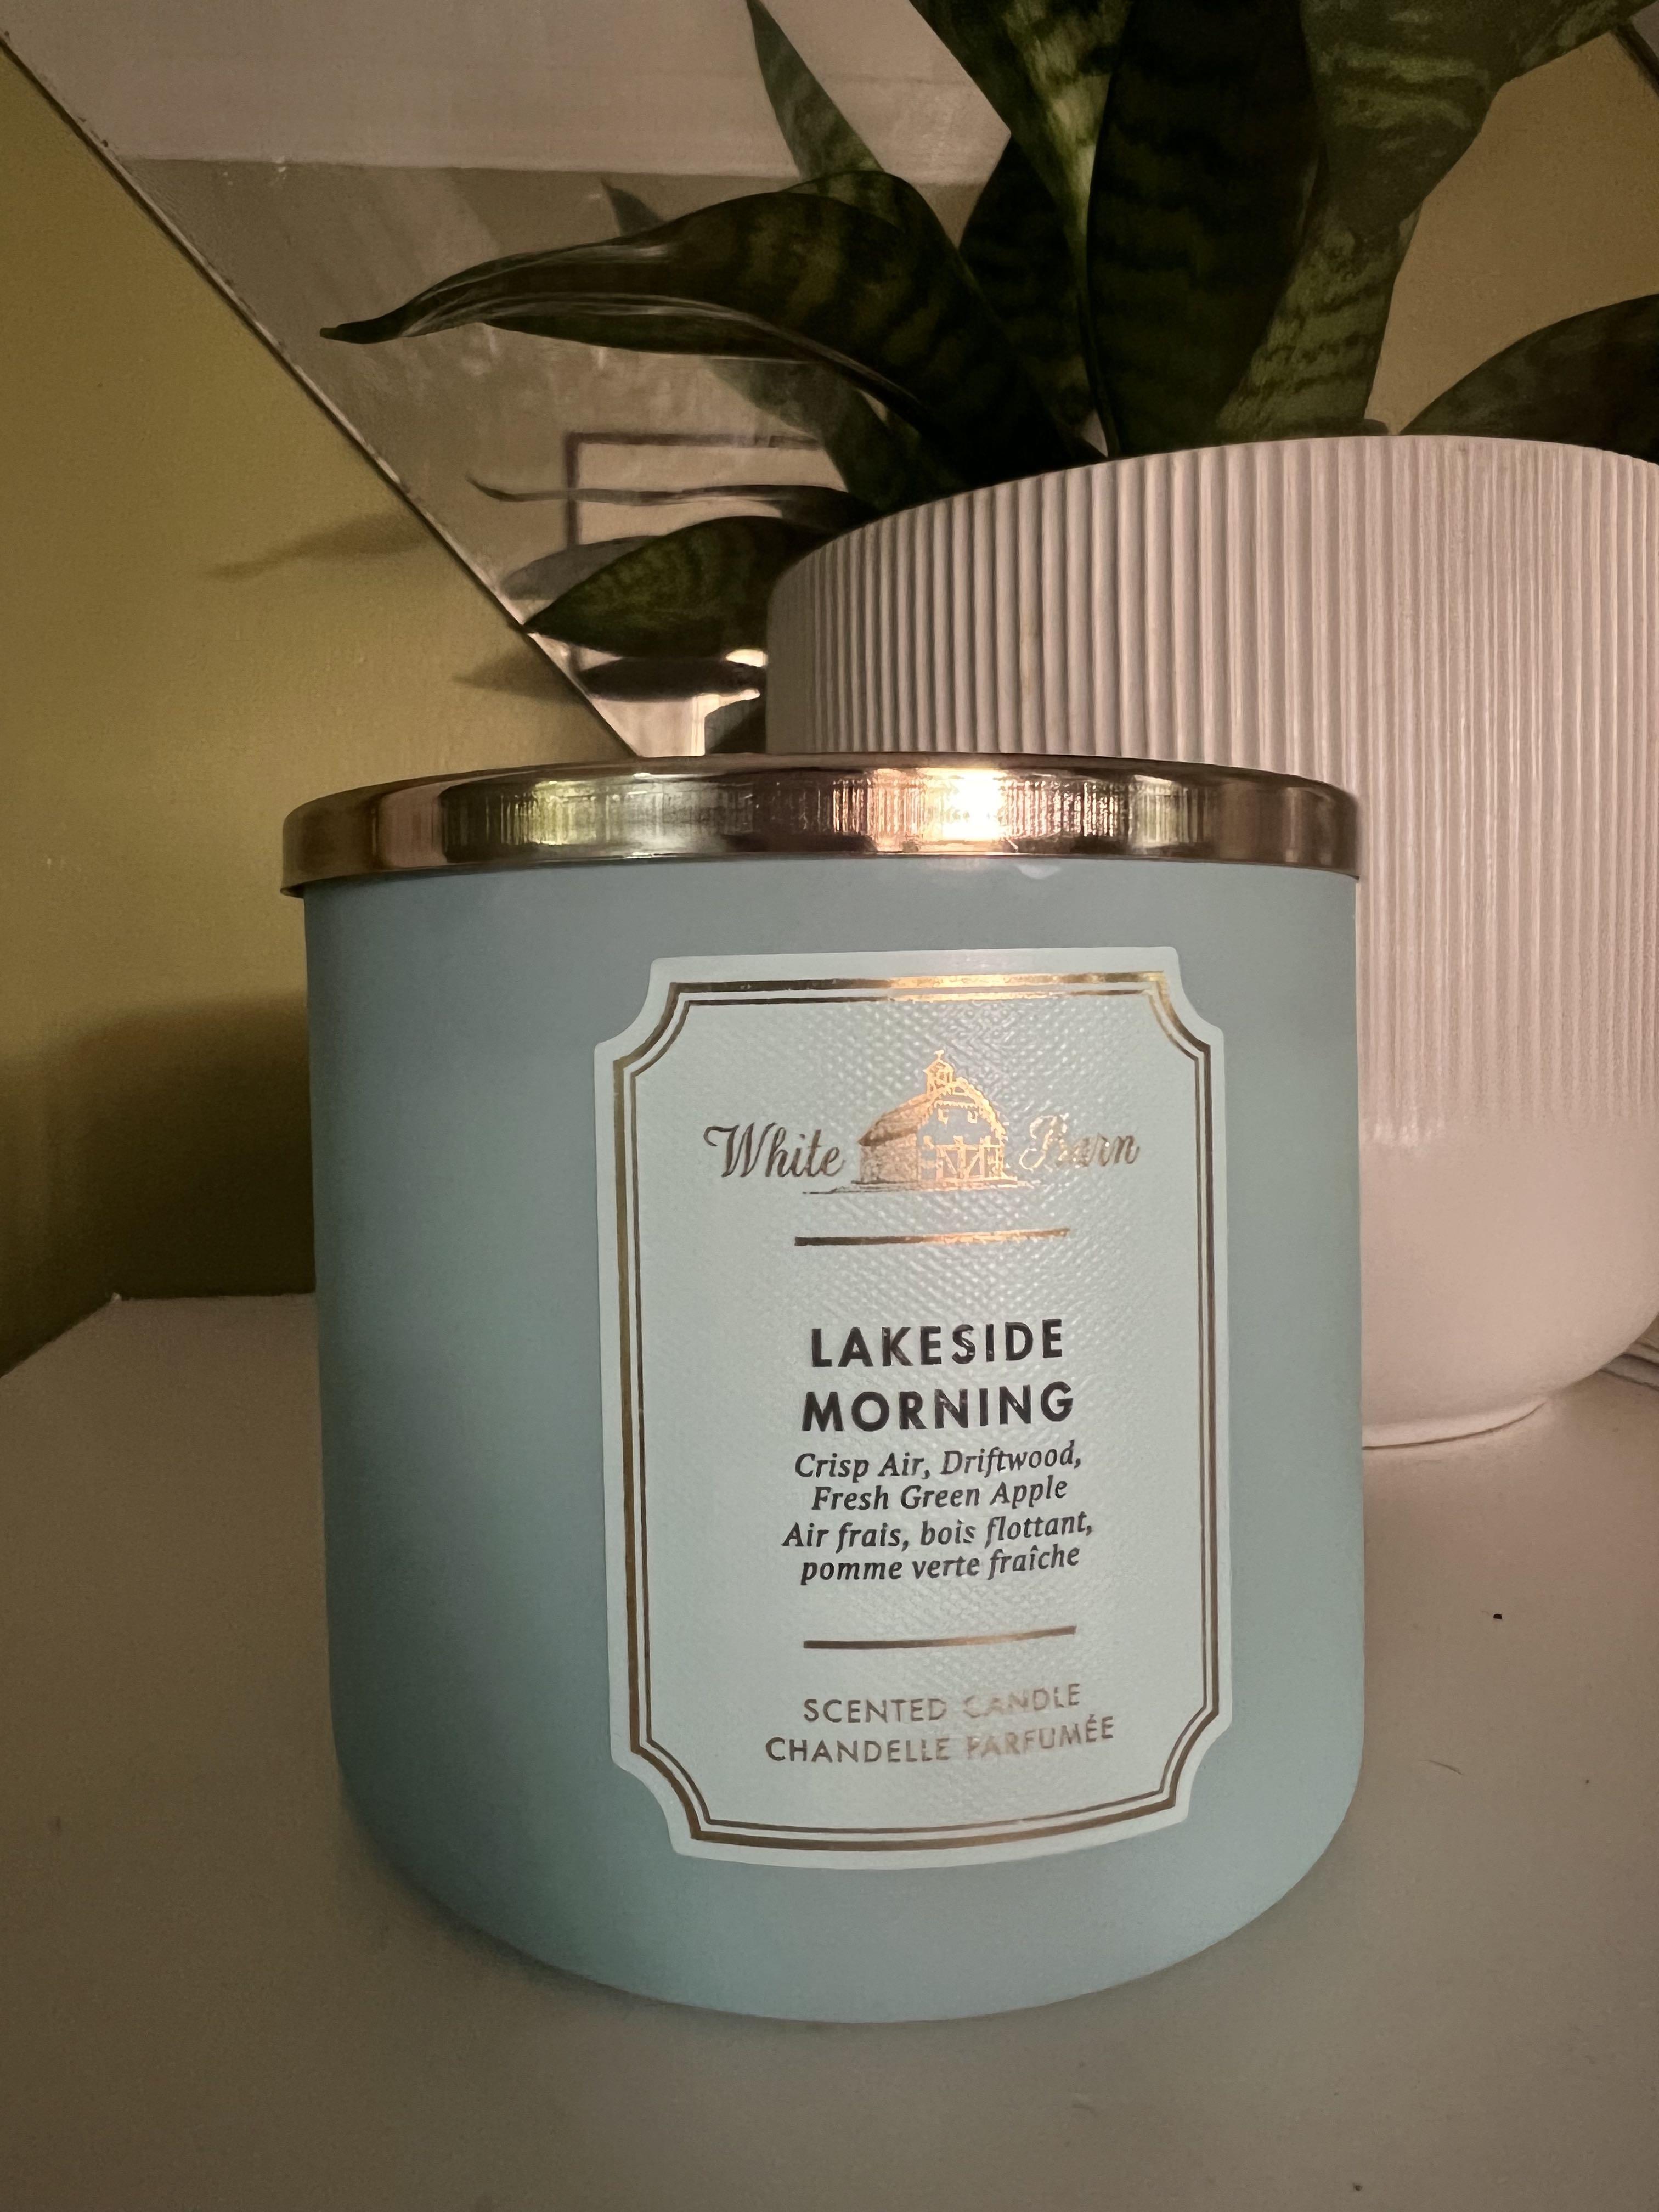 White Barn
LAKESIDE
MORNING
Crisp Air, Driftwood,
Fresh Green Apple
Air frais, bois flottant,
pomme verte fraîche
SCENTED CANDLE
CHANDELLE PARFUMÉE